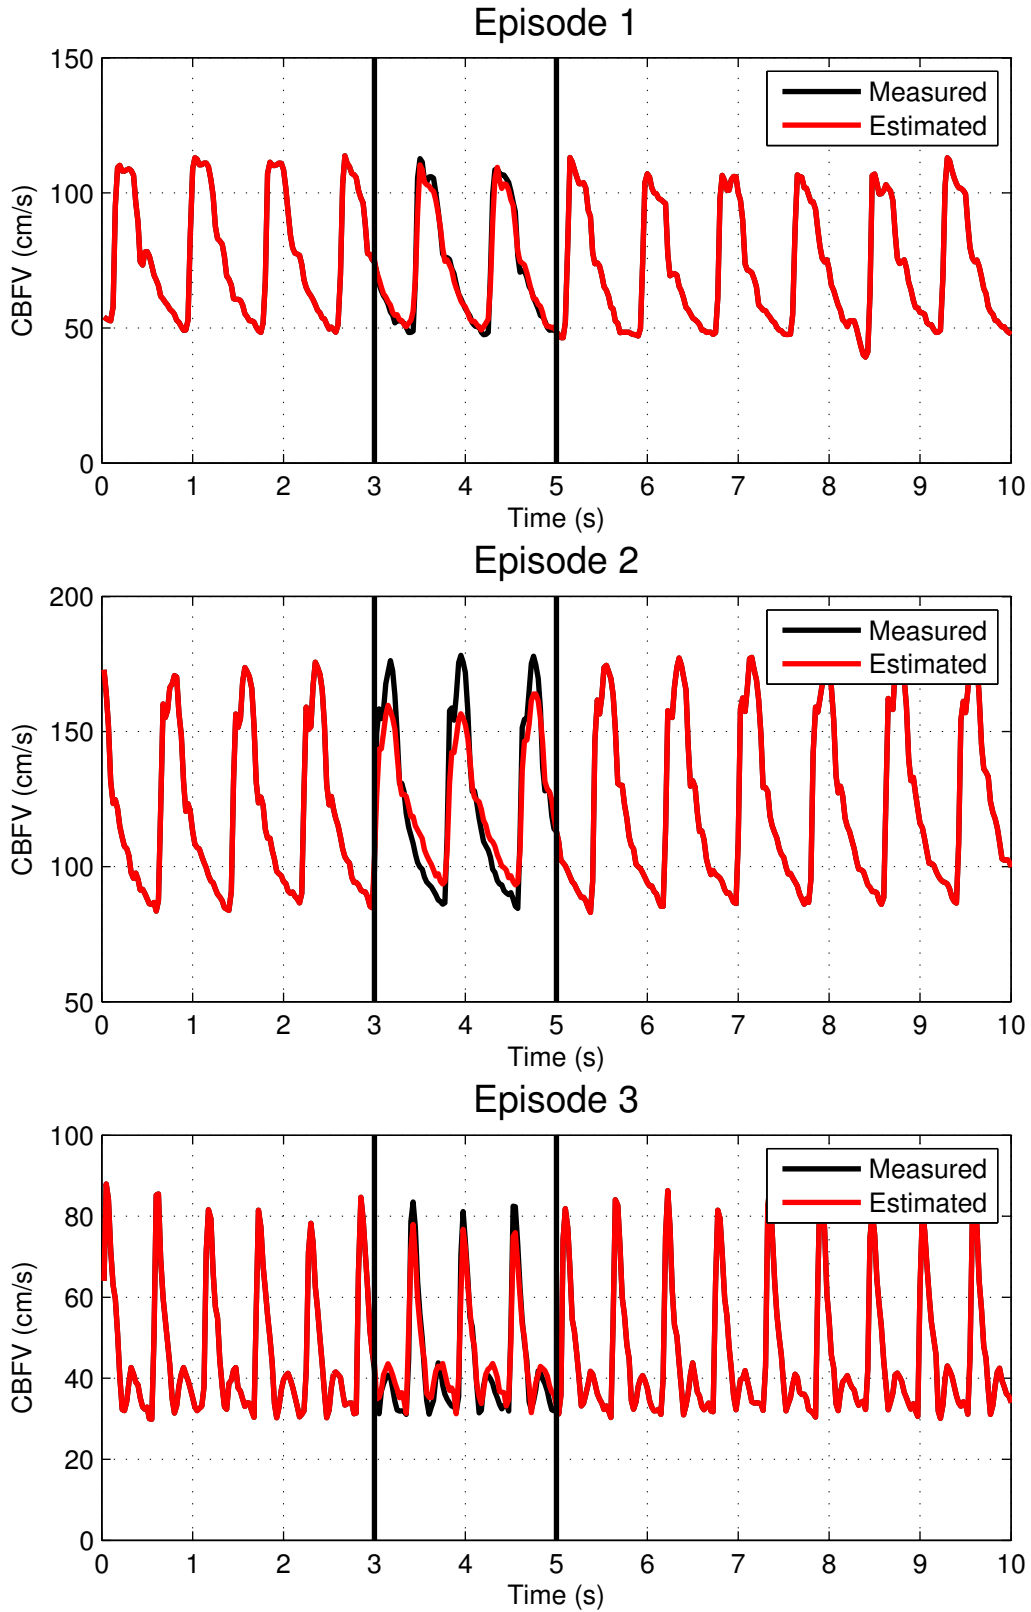 Episode 1
150
100
50
0
CBFV (cm/s)
Measured
Estimated
0 1 2 3 4 5 6 7 8 9 10
Time (s)
Episode 2
200
150
100
50
CBFV (cm/s)
Measured
Estimated
0 1 2 3 4 5 6 7 8 9 10
Time (s)
Episode 3
100
80
60
40
20
0
CBFV (cm/s)
Measured
Estimated
0 1 2 3 4 5 6 7 8 9 10
Time (s)